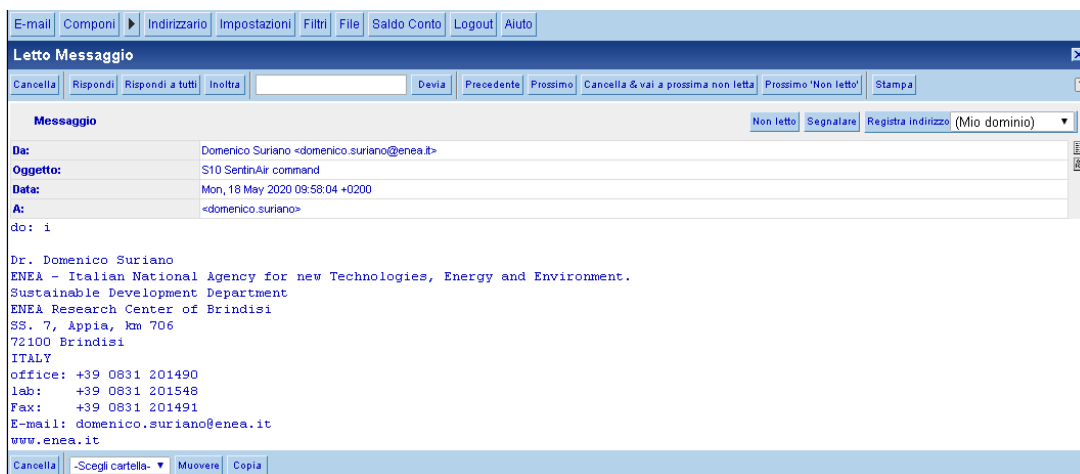 E-mail Componi Indirizzario Impostazioni Filtri File Saldo Conto Logout Aiuto
Letto Messaggio
Cancella Rispondi Rispondi a tutti Inoltra Devia Precedente Prossimo Cancella & vai a prossima non letta Prossimo 'Non letto' Stampa
Messaggio Non letto Segnalare Registra indirizzo (Mio dominio)
Da: Domenico Suriano <domenico.suriano@enea.it>
Oggetto: S10 SentinAir command
Data: Mon, 18 May 2020 09:58:04 +0200
A: <domenico.suriano>
do: i
Dr. Domenico Suriano
ENEA - Italian National Agency for new Technologies, Energy and Environment.
Sustainable Development Department
ENEA Research Center of Brindisi
SS. 7, Appia, km 706
72100 Brindisi
ITALY
office: +39 0831 201490
lab: +39 0831 201548
Fax: +39 0831 201491
E-mail: domenico.suriano@enea.it
www.enea.it
Cancella -Scegli cartella- Muovere Copia